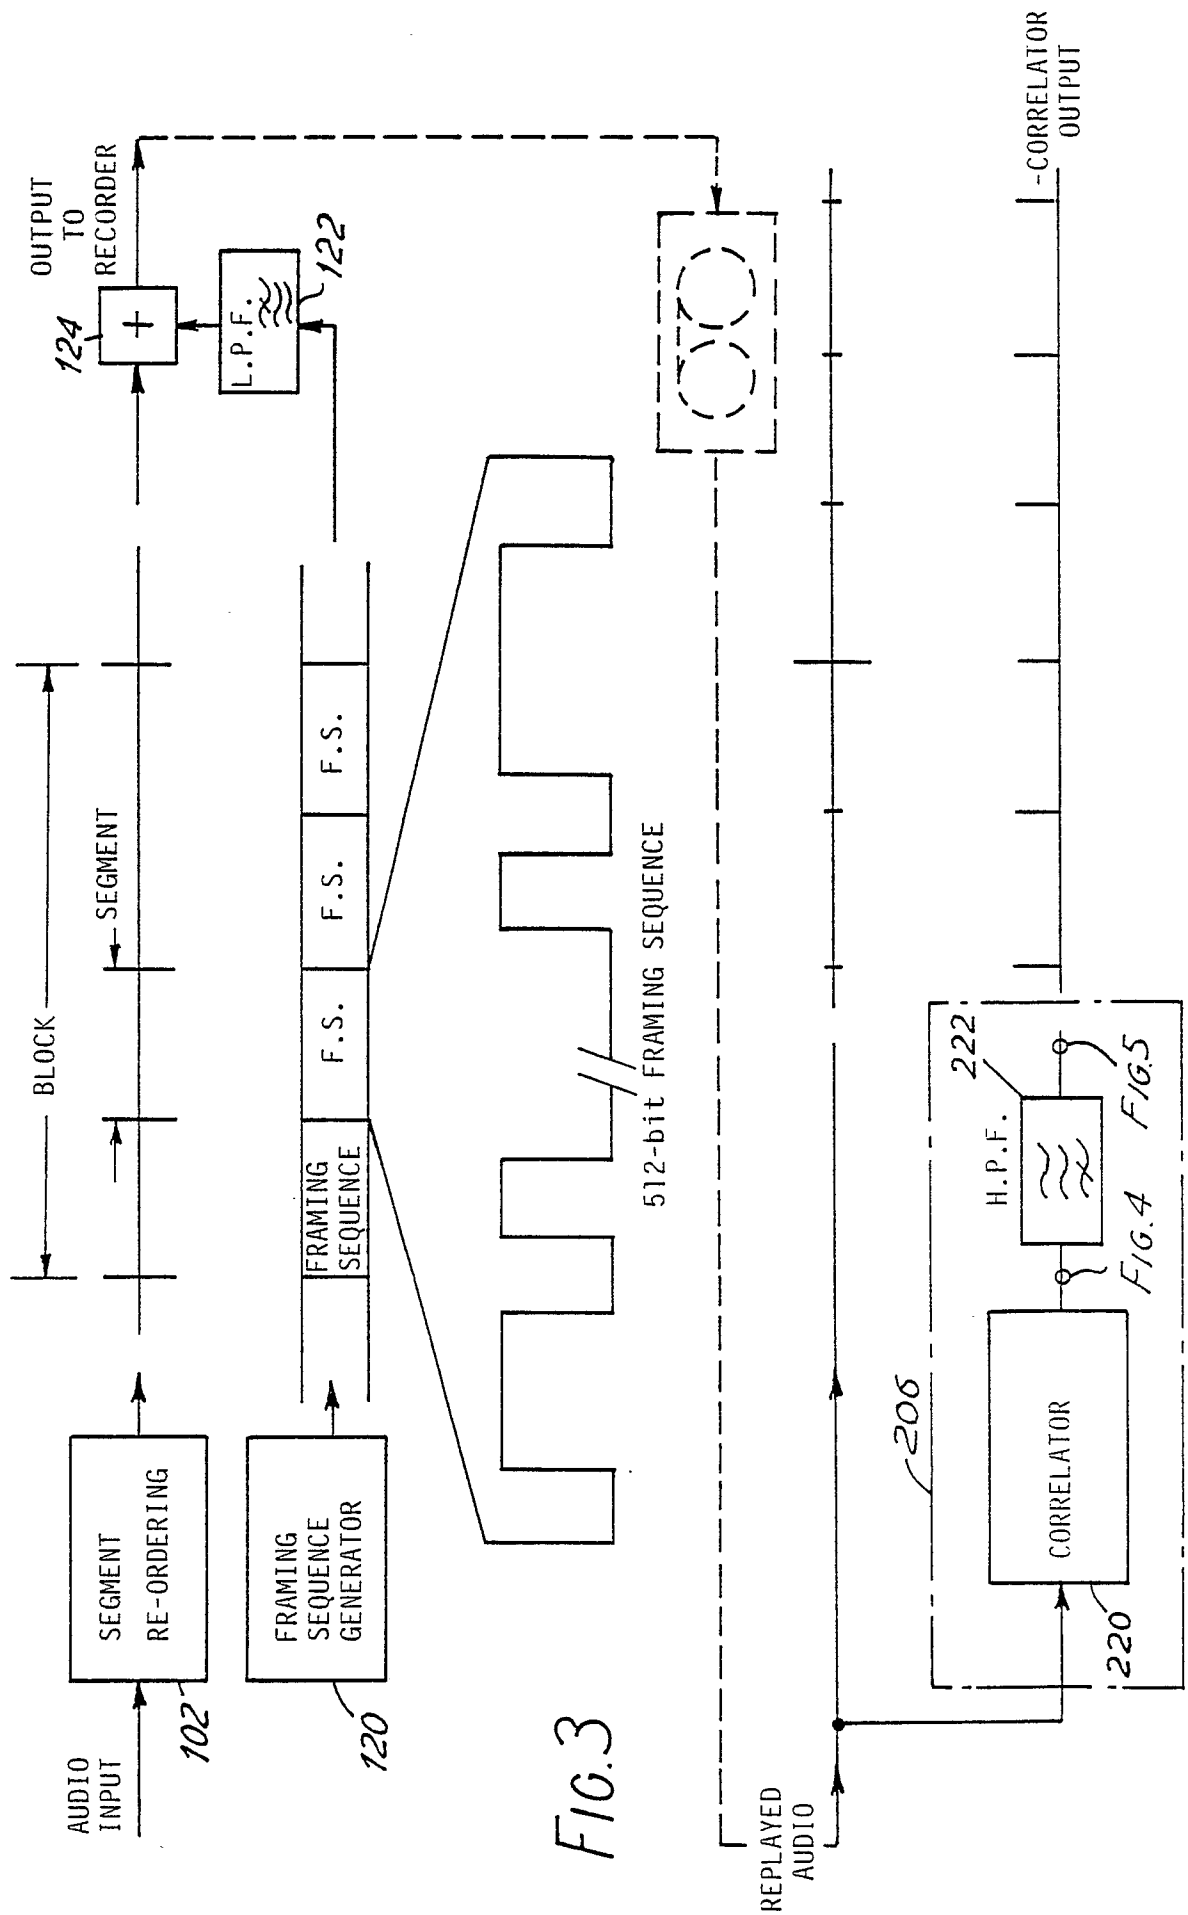 AUDIO
INPUT
102
SEGMENT
RE-ORDERING
BLOCK
SEGMENT
124
+
OUTPUT
TO
RECORDER
120
FRAMING
SEQUENCE
GENERATOR
FRAMING
SEQUENCE
F.S.
F.S.
F.S.
L.P.F.
122
512-bit FRAMING SEQUENCE
FIG.3
REPLAYED
AUDIO
206
220
CORRELATOR
FIG.4
H.P.F.
222
FIG.5
-CORRELATOR
OUTPUT